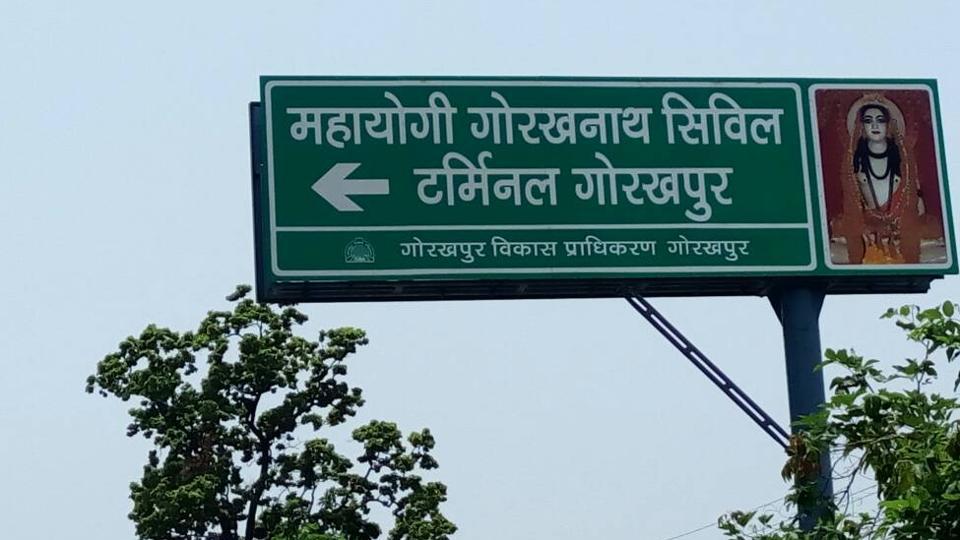 महायोगी गोरखनाथ सिविल
टर्मिनल गोरखपुर
गोरखपुर विकास प्राधिकरण गोरखपुर